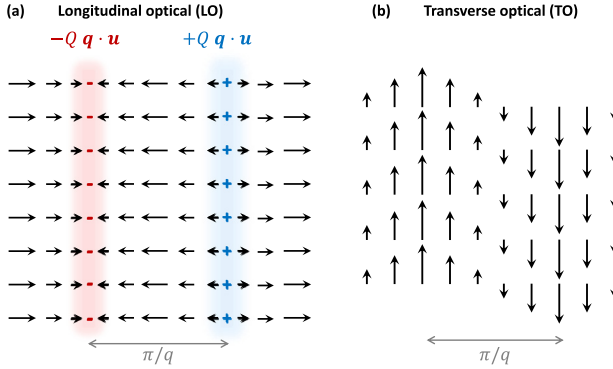 (a) Longitudinal optical (LO)
−Q q · u
+Q q · u
- +
- +
- +
- +
- +
- +
- +
- +
π/q
(b) Transverse optical (TO)
π/q